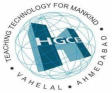 TEACHING TECHNOLOGY FOR MANKIND
HGCE
VAHELAL • AHMEDABAD